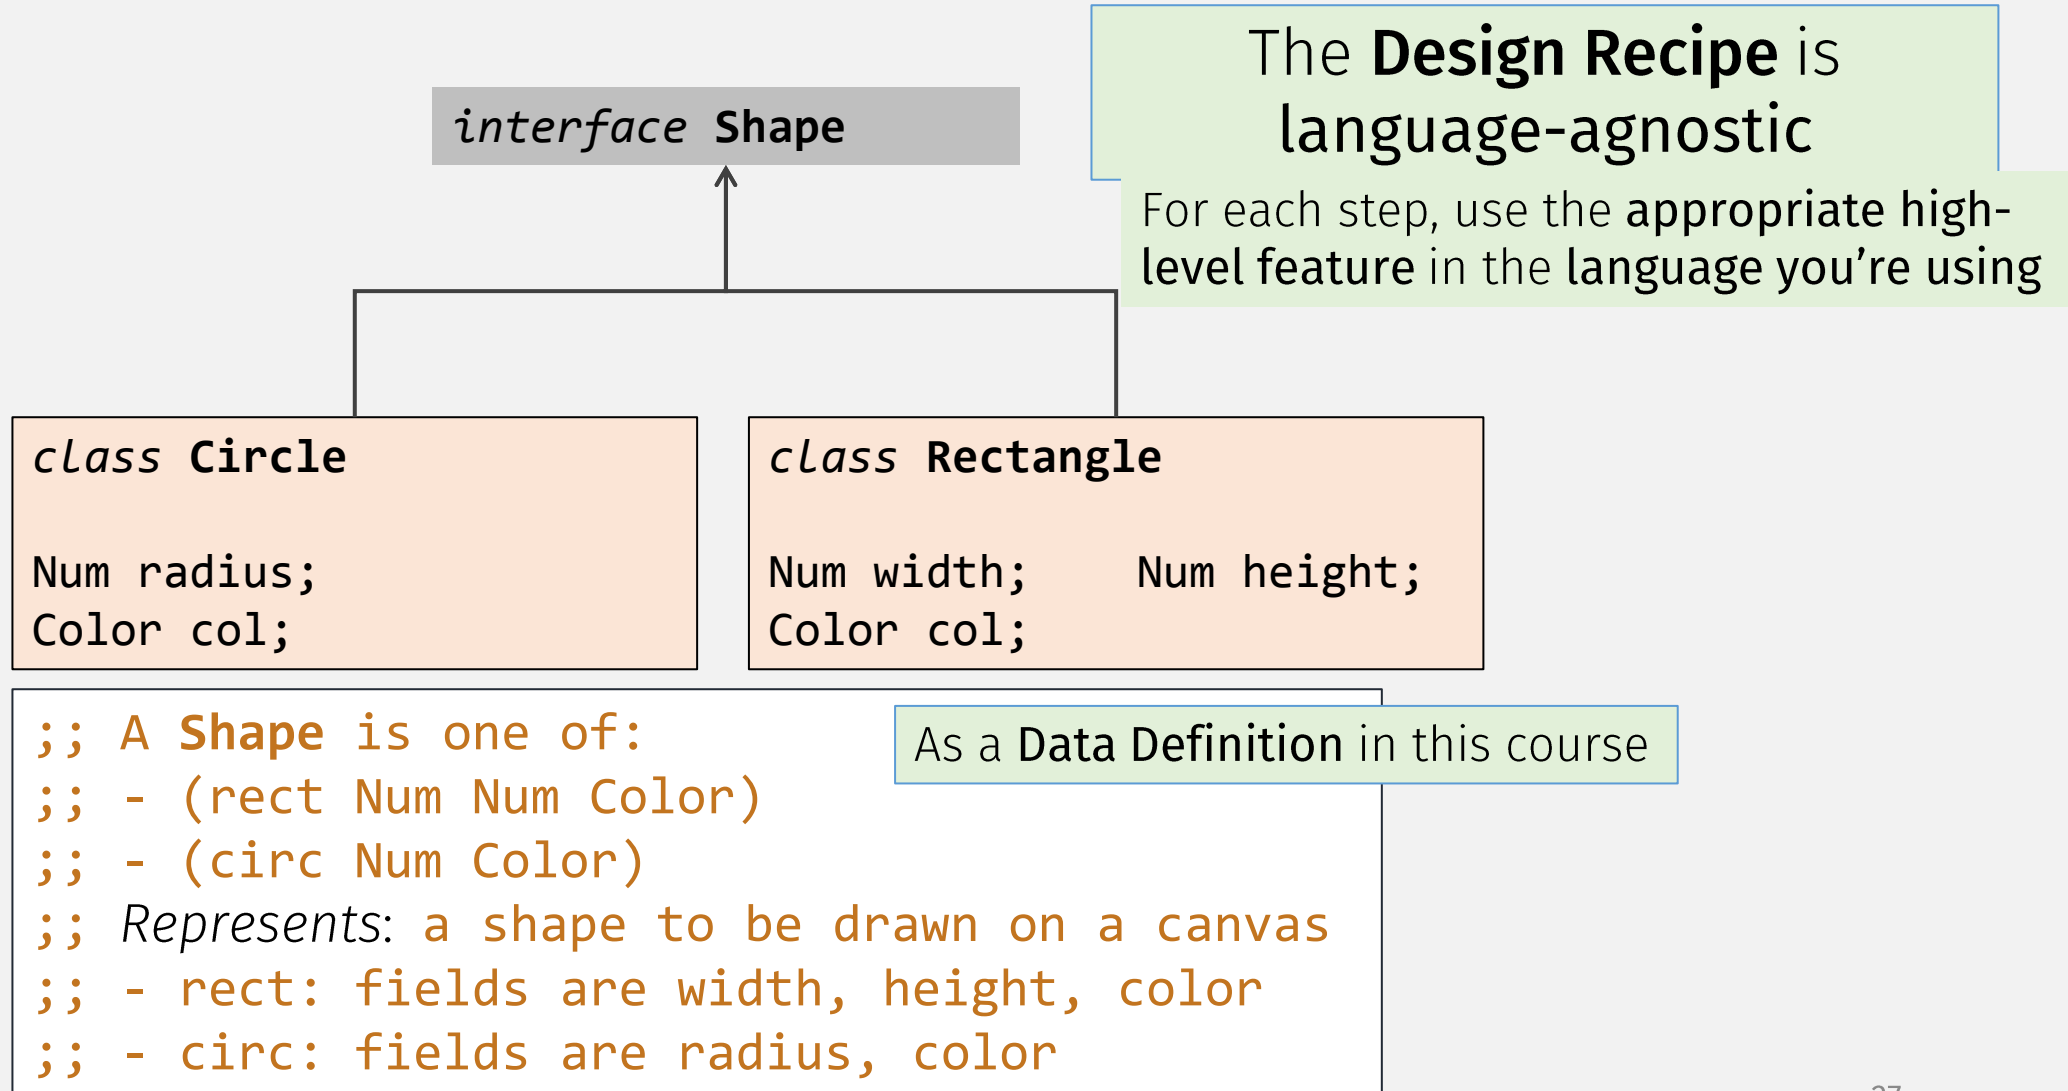 The Design Recipe is
language-agnostic
For each step, use the appropriate high-
level feature in the language you're using
interface Shape
class Circle
Num radius;
Color col;
class Rectangle
Num width; Num height;
Color col;
As a Data Definition in this course
;; A Shape is one of:
;; - (rect Num Num Color)
;; - (circ Num Color)
;; Represents: a shape to be drawn on a canvas
;; - rect: fields are width, height, color
;; - circ: fields are radius, color